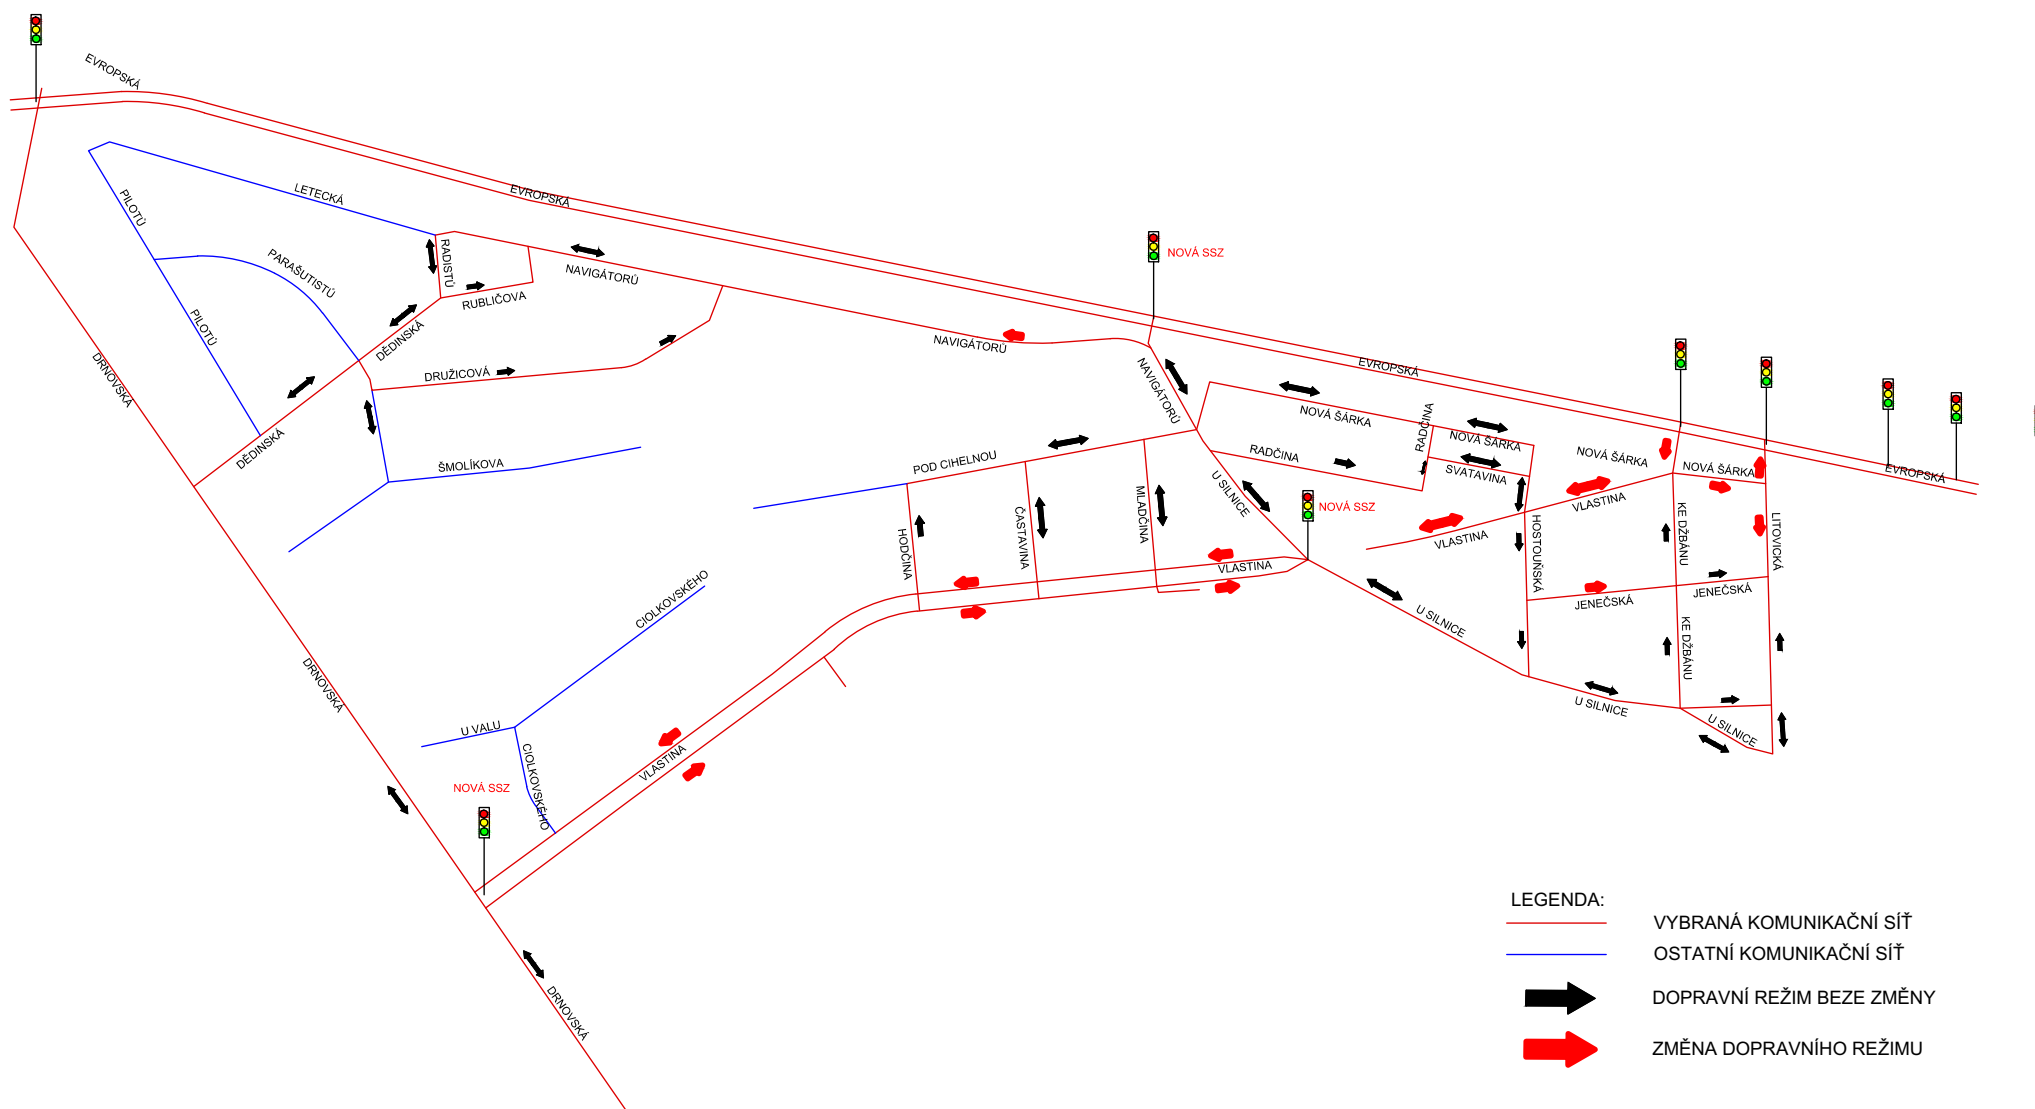 EVROPSKÁ
LETECKÁ
PILOTŮ
EVROPSKÁ
RADISTŮ
PARAŠUTISTŮ
NAVIGÁTORŮ
NOVÁ SSZ
RUBLIČOVA
PILOTŮ
DĚDINSKÁ
NAVIGÁTORŮ
EVROPSKÁ
DRNOVSKÁ
DRUŽICOVÁ
NAVIGÁTORŮ
NOVÁ ŠÁRKA
RADČINA
NOVÁ ŠÁRKA
DĚDINSKÁ
ŠMOLÍKOVA
POD CIHELNOU
RADČINA
SVATAVINA
NOVÁ ŠÁRKA
NOVÁ ŠÁRKA
EVROPSKÁ
U SILNICE
NOVÁ SSZ
VLASTINA
MLADČINA
ČASTAVINA
HODČINA
VLASTINA
HOSTOUŇSKÁ
KE DŽBÁNU
LITOVICKÁ
VLASTINA
CIOLKOVSKÉHO
JENEČSKÁ
JENEČSKÁ
U SILNICE
KE DŽBÁNU
DRNOVSKÁ
U SILNICE
U SILNICE
U VALU
CIOLKOVSKÉHO
VLASTINA
NOVÁ SSZ
DRNOVSKÁ
LEGENDA:
VYBRANÁ KOMUNIKAČNÍ SÍŤ
OSTATNÍ KOMUNIKAČNÍ SÍŤ
DOPRAVNÍ REŽIM BEZE ZMĚNY
ZMĚNA DOPRAVNÍHO REŽIMU